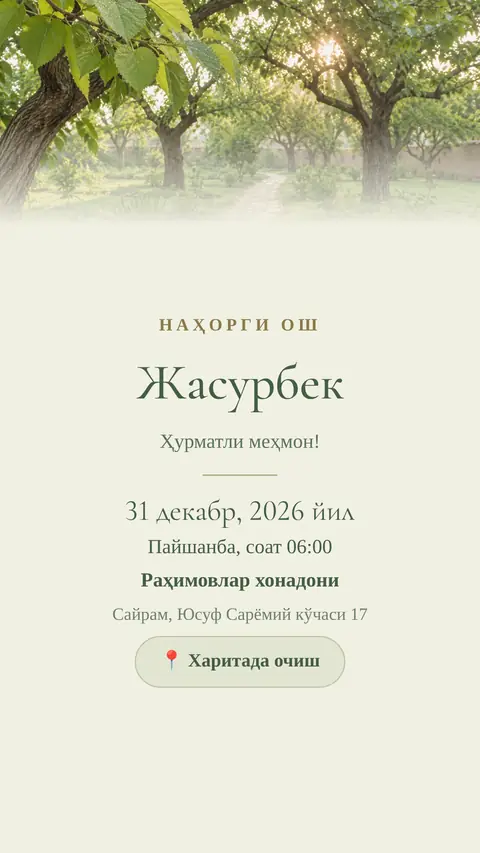 НАҲОРГИ ОШ
Жасурбек
Ҳурматли меҳмон!
31 декабр, 2026 йил
Пайшанба, соат 06:00
Раҳимовлар хонадони
Сайрам, Юсуф Сарёмий кўчаси 17
📍 Харитада очиш